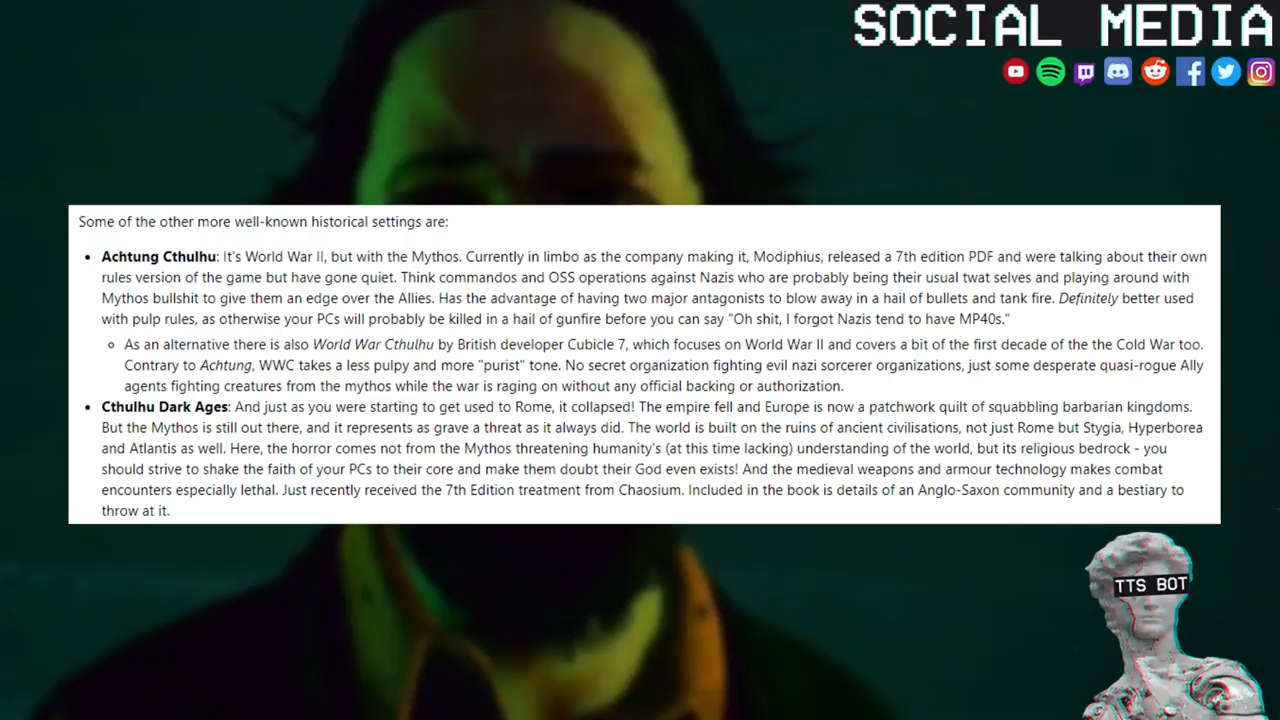 SOCIAL MEDIA
Some of the other more well-known historical settings are:
Achtung Cthulhu: It's World War II, but with the Mythos. Currently in limbo as the company making it, Modiphius, released a 7th edition PDF and were talking about their own
rules version of the game but have gone quiet. Think commandos and OSS operations against Nazis who are probably being their usual twat selves and playing around with
Mythos bullshit to give them an edge over the Allies. Has the advantage of having two major antagonists to blow away in a hail of bullets and tank fire. Definitely better used
with pulp rules, as otherwise your PCs will probably be killed in a hail of gunfire before you can say "Oh shit, I forgot Nazis tend to have MP40s."
As an alternative there is also World War Cthulhu by British developer Cubicle 7, which focuses on World War II and covers a bit of the first decade of the the Cold War too.
Contrary to Achtung, WWC takes a less pulpy and more "purist" tone. No secret organization fighting evil nazi sorcerer organizations, just some desperate quasi-rogue Ally
agents fighting creatures from the mythos while the war is raging on without any official backing or authorization.
Cthulhu Dark Ages: And just as you were starting to get used to Rome, it collapsed! The empire fell and Europe is now a patchwork quilt of squabbling barbarian kingdoms.
But the Mythos is still out there, and it represents as grave a threat as it always did. The world is built on the ruins of ancient civilisations, not just Rome but Stygia, Hyperborea
and Atlantis as well. Here, the horror comes not from the Mythos threatening humanity's (at this time lacking) understanding of the world, but its religious bedrock - you
should strive to shake the faith of your PCs to their core and make them doubt their God even exists! And the medieval weapons and armour technology makes combat
encounters especially lethal. Just recently received the 7th Edition treatment from Chaosium. Included in the book is details of an Anglo-Saxon community and a bestiary to
throw at it.
TTS BOT